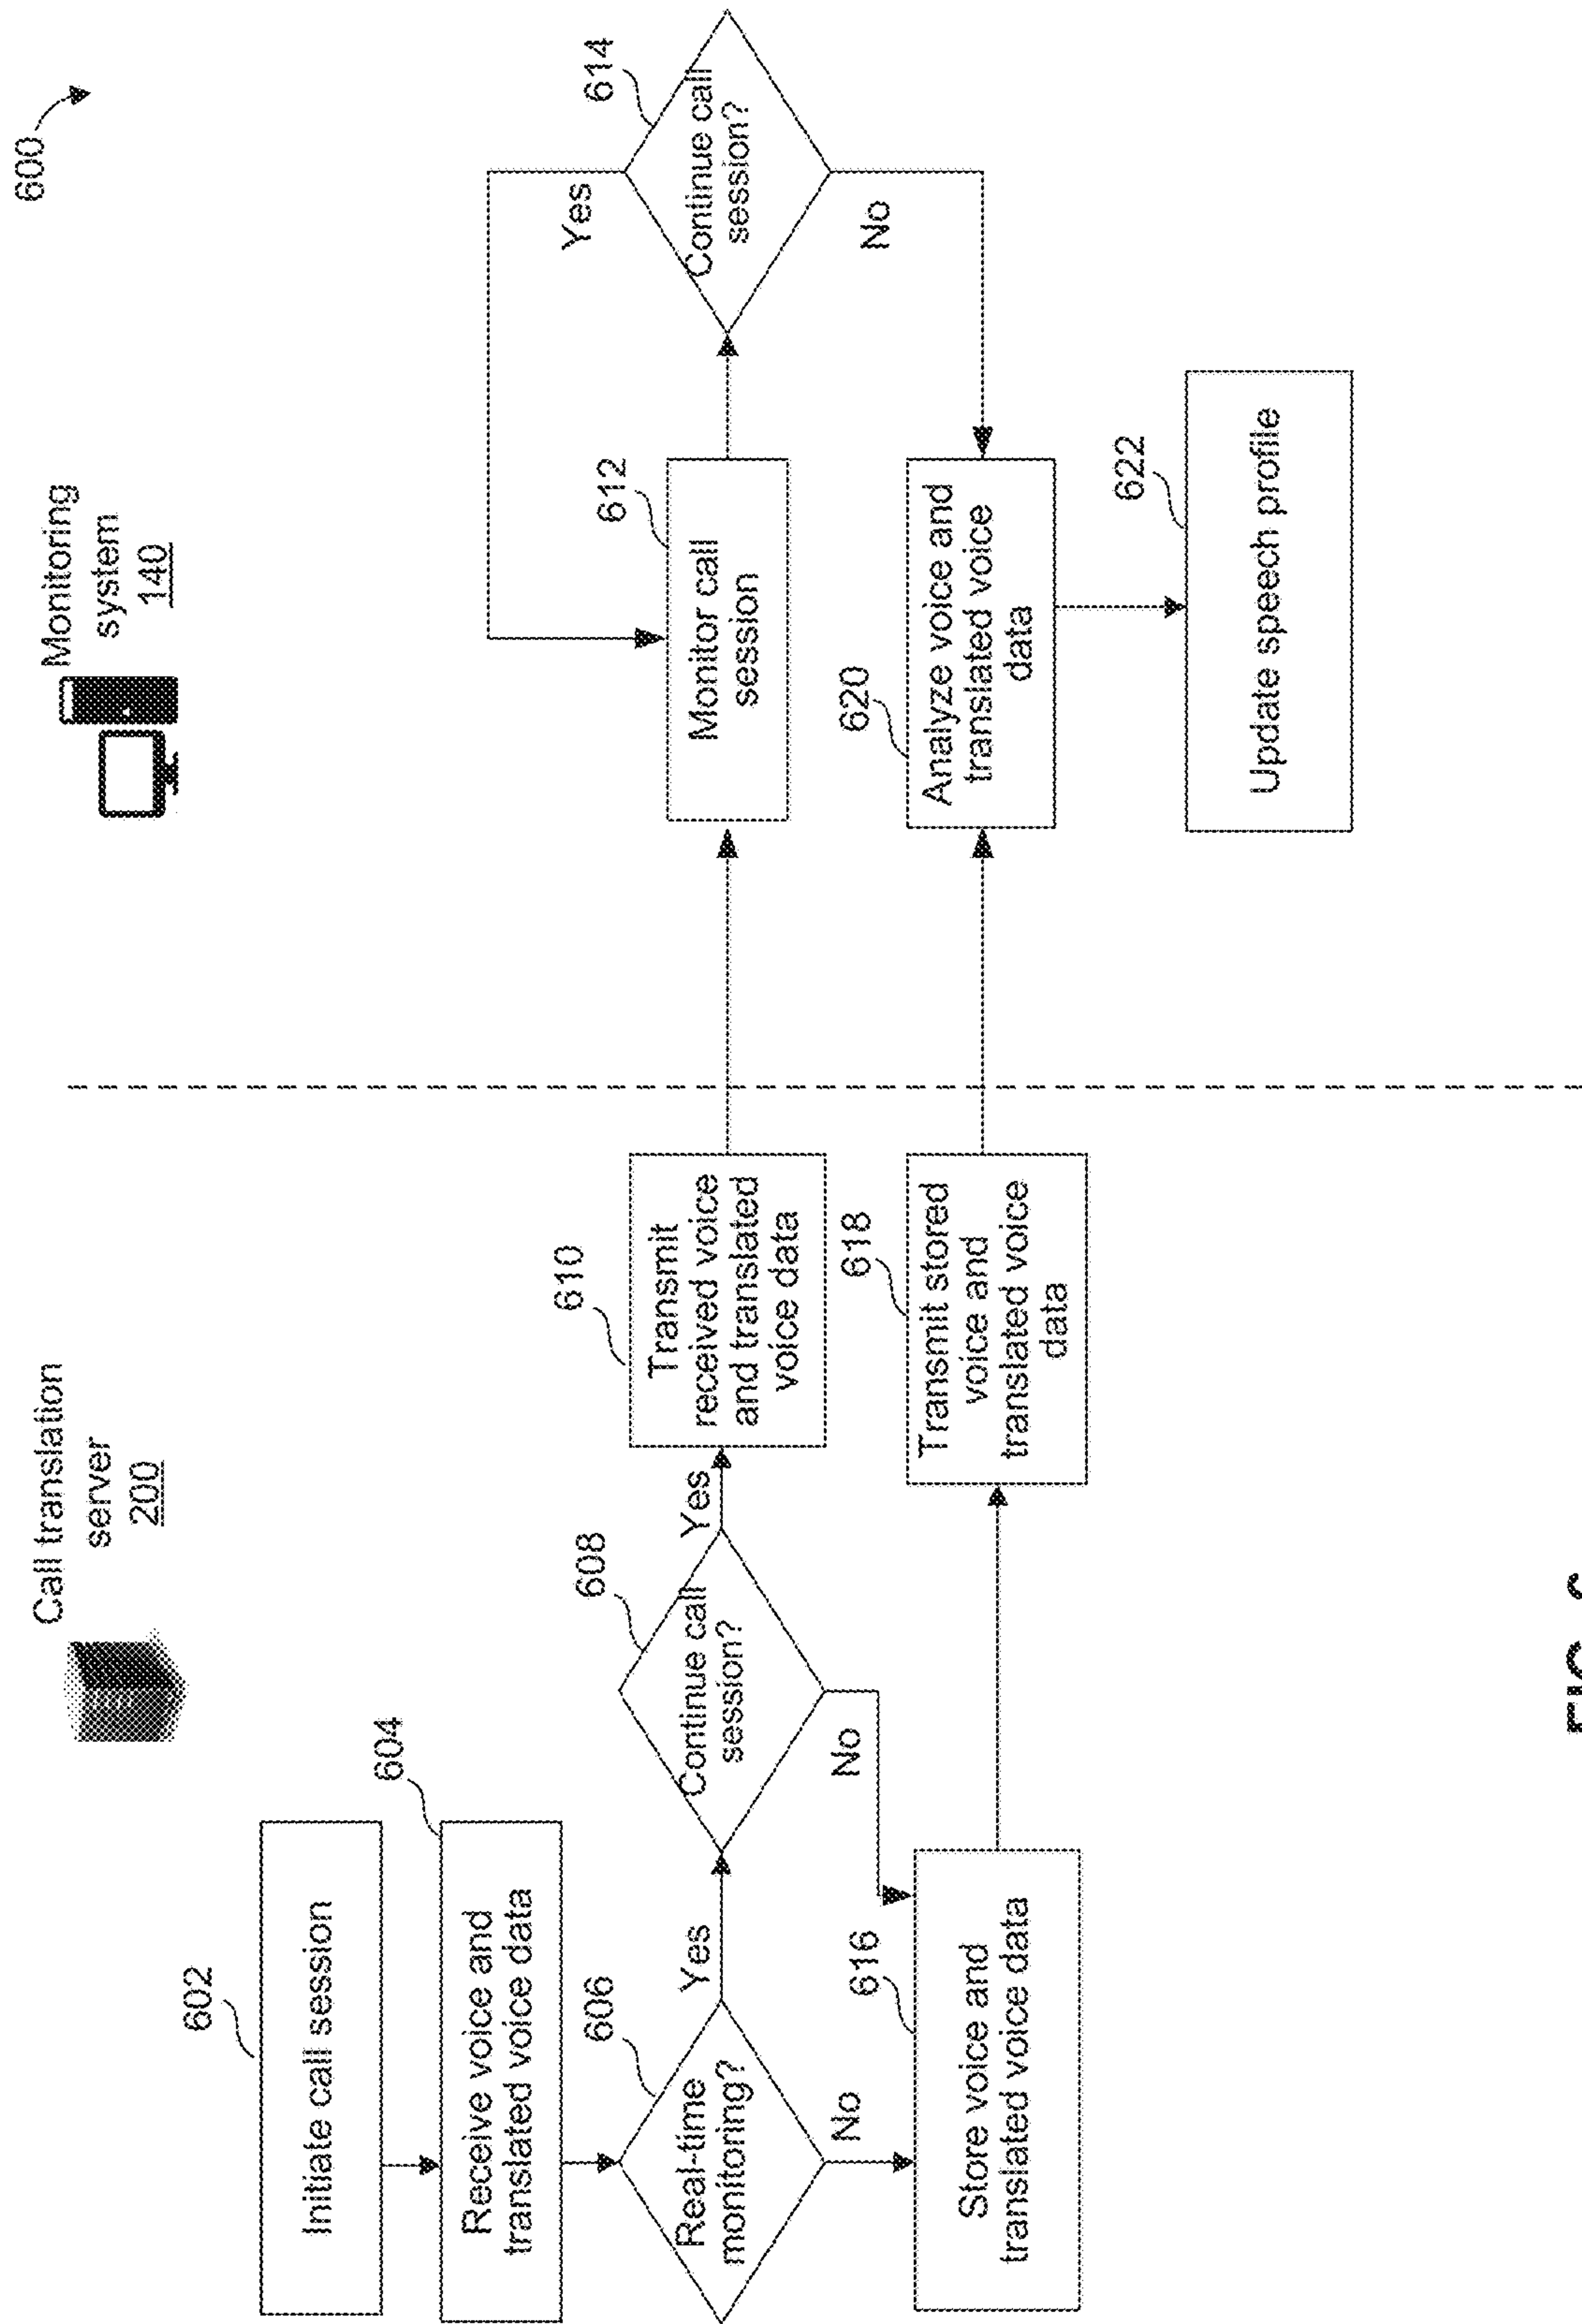 600
Call translation
server
200
Monitoring
system
140
602
Initiate call session
604
Receive voice and
translated voice data
606
Real-time
monitoring?
Yes
No
608
Continue call
session?
Yes
No
610
Transmit
received voice
and translated
voice data
612
Monitor call
session
614
Continue call
session?
Yes
No
616
Store voice and
translated voice data
618
Transmit stored
voice and
translated voice
data
620
Analyze voice and
translated voice
data
622
Update speech profile